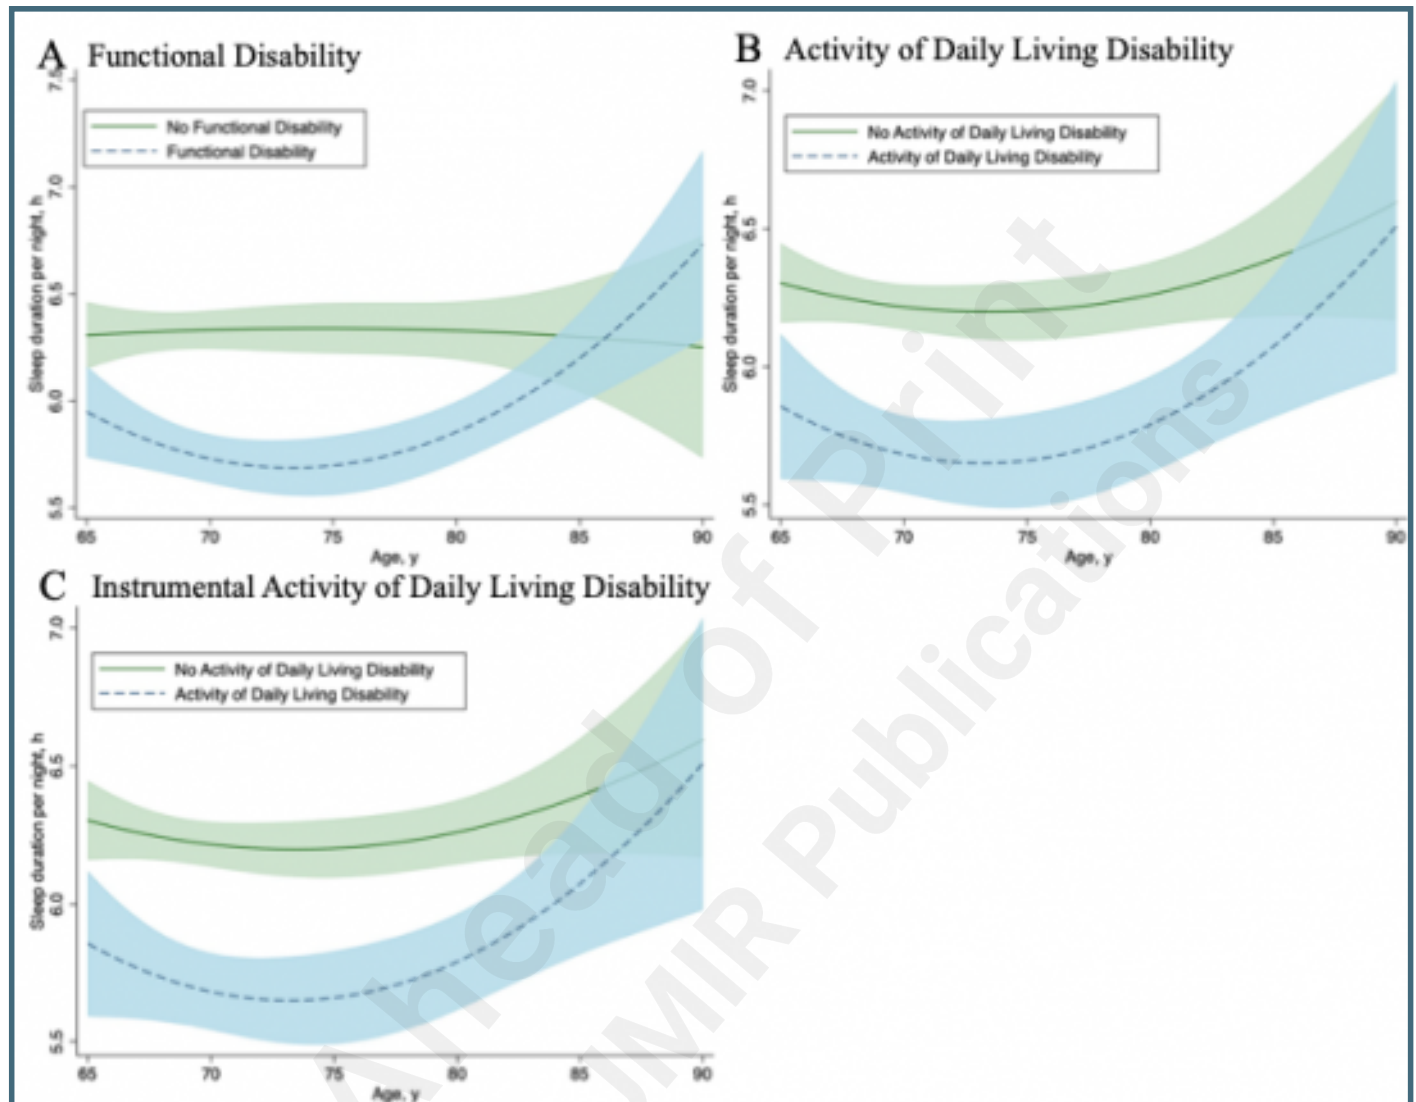 A Functional Disability
7.5
7.0
6.5
6.0
5.5
Sleep duration per night, h
No Functional Disability
Functional Disability
65 70 75 80 85 90
Age, y
B Activity of Daily Living Disability
7.0
6.5
6.0
5.5
Sleep duration per night, h
No Activity of Daily Living Disability
Activity of Daily Living Disability
65 70 75 80 85 90
Age, y
C Instrumental Activity of Daily Living Disability
7.0
6.5
6.0
5.5
Sleep duration per night, h
No Activity of Daily Living Disability
Activity of Daily Living Disability
65 70 75 80 85 90
Age, y
Ahead of Print
JMIR Publications